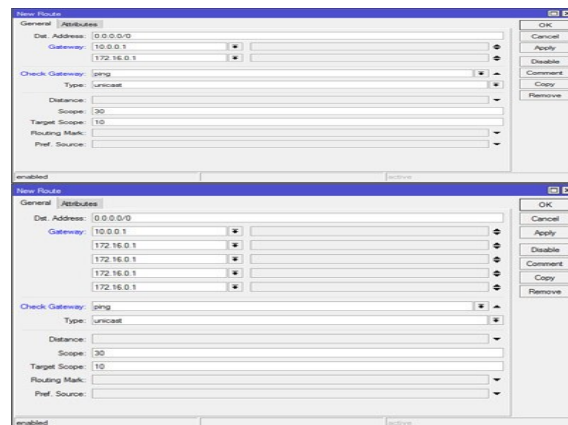 New Route
General Attributes
OK
Dst. Address: 0.0.0.0/0
Cancel
Gateway: 10.0.0.1
Apply
172.16.0.1
Disable
Check Gateway: ping
Comment
Type: unicast
Copy
Distance:
Remove
Scope: 30
Target Scope: 10
Routing Mark:
Pref. Source:
enabled active
New Route
General Attributes
OK
Dst. Address: 0.0.0.0/0
Cancel
Gateway: 10.0.0.1
Apply
172.16.0.1
Disable
172.16.0.1
Comment
172.16.0.1
Copy
172.16.0.1
Remove
Check Gateway: ping
Type: unicast
Distance:
Scope: 30
Target Scope: 10
Routing Mark:
Pref. Source:
enabled active